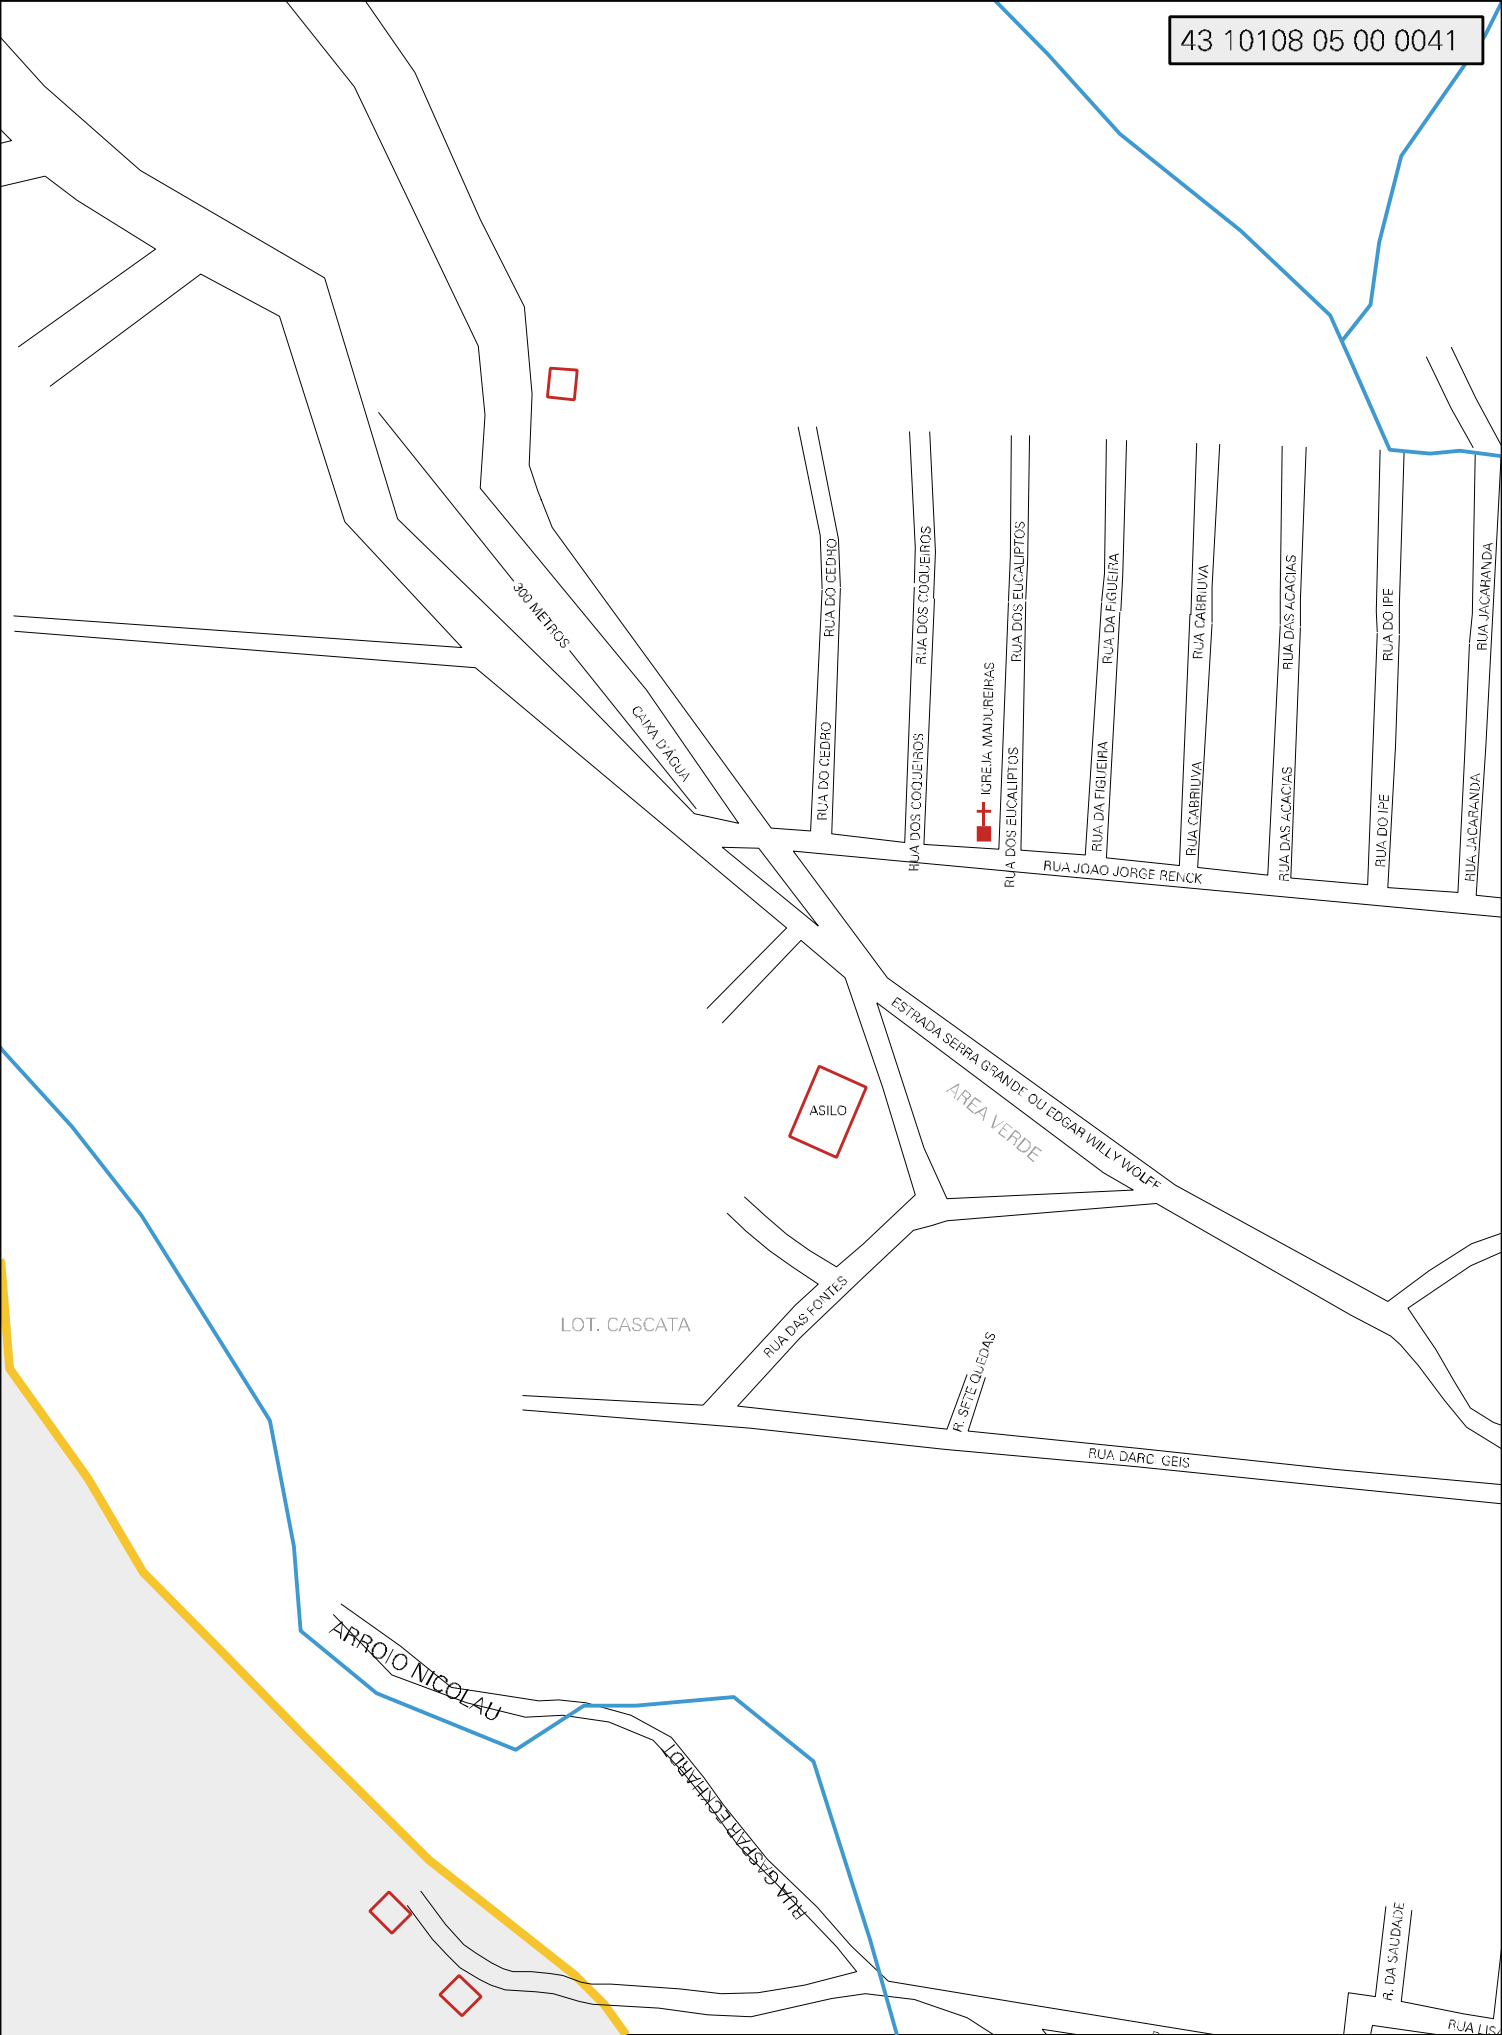 43 10108 05 00 0041
RUA DO CEDRO
RUA DOS COQUEIROS
RUA DOS EUCALIPTOS
RUA DA FIGUEIRA
RUA CABRIUVA
RUA DAS ACACIAS
RUA DO IPE
RUA JACARANDA
300 METROS
CAIXA D'ÁGUA
IGREJA MADUREIRAS
RUA DO CEDRO
RUA DOS COQUEIROS
RUA DOS EUCALIPTOS
RUA DA FIGUEIRA
RUA CABRIUVA
RUA DAS ACACIAS
RUA DO IPE
RUA JACARANDA
RUA JOAO JORGE RENCK
ESTRADA SERRA GRANDE OU EDGAR WILLY WOLFF
AREA VERDE
ASILO
RUA DAS FONTES
LOT. CASCATA
R. SETE QUEDAS
RUA DARCI GEIS
ARROIO NICOLAU
RUA GASPAR ECKHARDT
R. DA SAUDADE
RUA